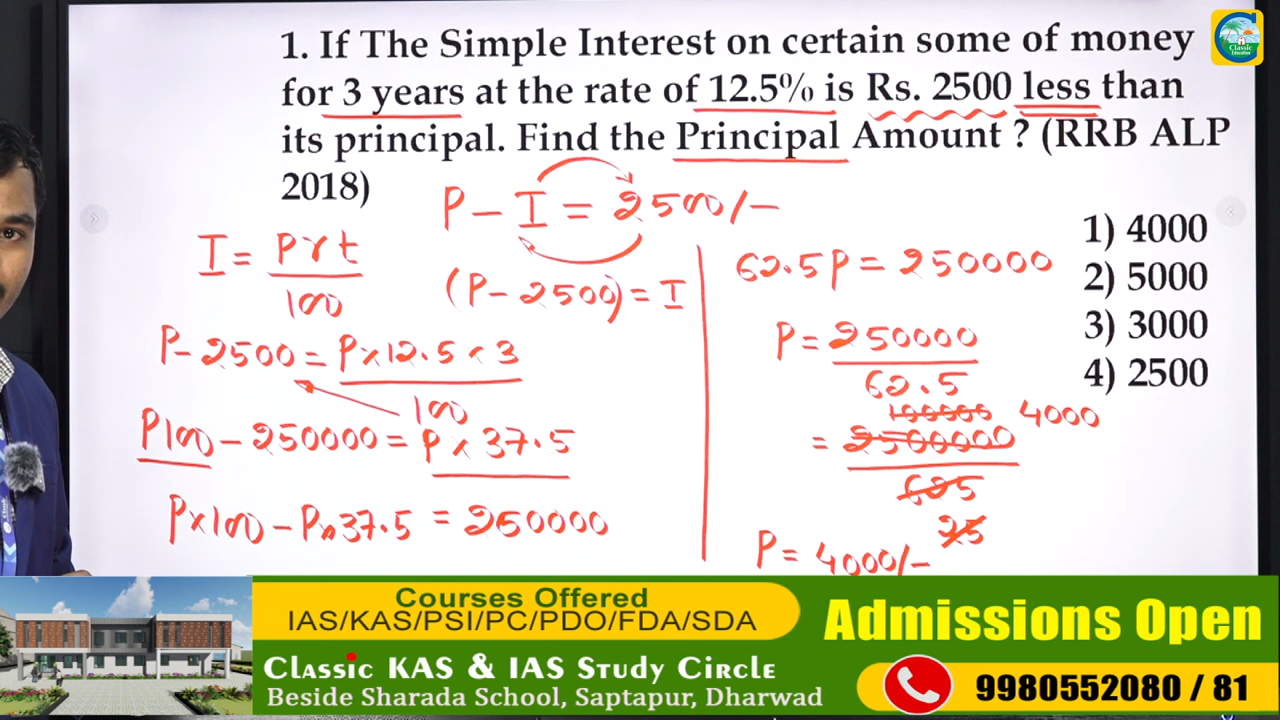 1. If The Simple Interest on certain some of money
for 3 years at the rate of 12.5% is Rs. 2500 less than
its principal. Find the Principal Amount ? (RRB ALP
2018)
P - I = 2500/-
I = Prt
100
(P - 2500) = I
P - 2500 = P × 12.5 × 3
100
P100 - 250000 = P × 37.5
P×100 - P×37.5 = 250000
62.5P = 250000
P = 250000
62.5
100000 4000
= 2500000
625
25
P = 4000/-
1) 4000
2) 5000
3) 3000
4) 2500
Classic
Education
Courses Offered
IAS/KAS/PSI/PC/PDO/FDA/SDA
Classic KAS & IAS Study Circle
Beside Sharada School, Saptapur, Dharwad
Admissions Open
9980552080 / 81